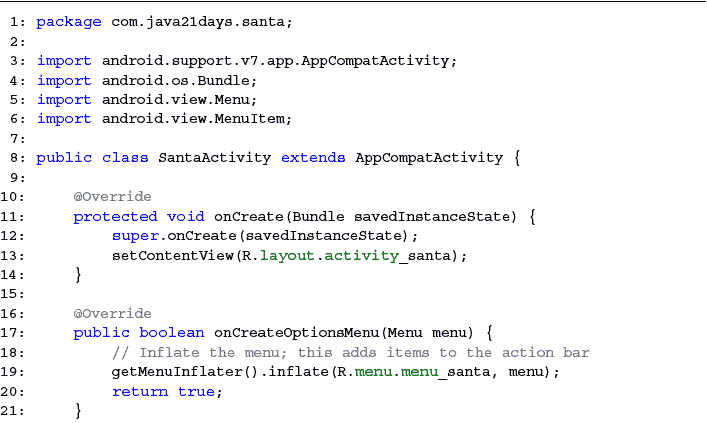 1: package com.java21days.santa;
2:
3: import android.support.v7.app.AppCompatActivity;
4: import android.os.Bundle;
5: import android.view.Menu;
6: import android.view.MenuItem;
7:
8: public class SantaActivity extends AppCompatActivity {
9:
10:     @Override
11:     protected void onCreate(Bundle savedInstanceState) {
12:         super.onCreate(savedInstanceState);
13:         setContentView(R.layout.activity_santa);
14:     }
15:
16:     @Override
17:     public boolean onCreateOptionsMenu(Menu menu) {
18:         // Inflate the menu; this adds items to the action bar
19:         getMenuInflater().inflate(R.menu.menu_santa, menu);
20:         return true;
21:     }